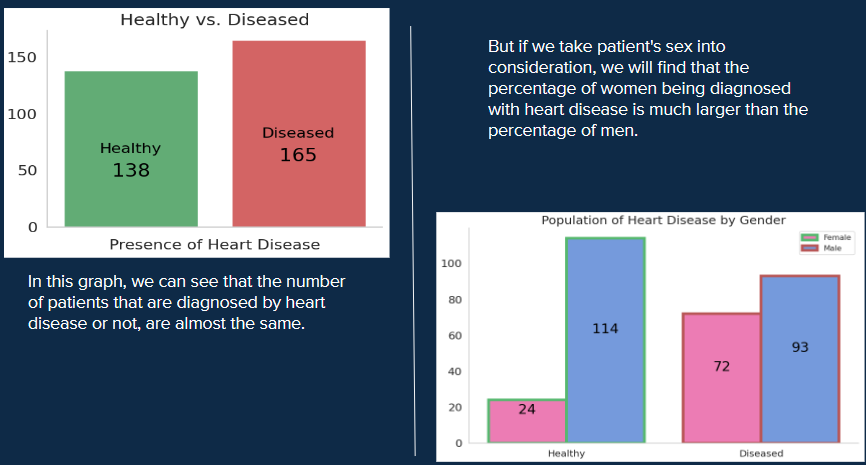 Healthy vs. Diseased
150
100
50
0
Healthy
138
Diseased
165
Presence of Heart Disease
In this graph, we can see that the number
of patients that are diagnosed by heart
disease or not, are almost the same.
But if we take patient's sex into
consideration, we will find that the
percentage of women being diagnosed
with heart disease is much larger than the
percentage of men.
Population of Heart Disease by Gender
Female
Male
100
80
60
40
20
0
24
114
72
93
Healthy
Diseased